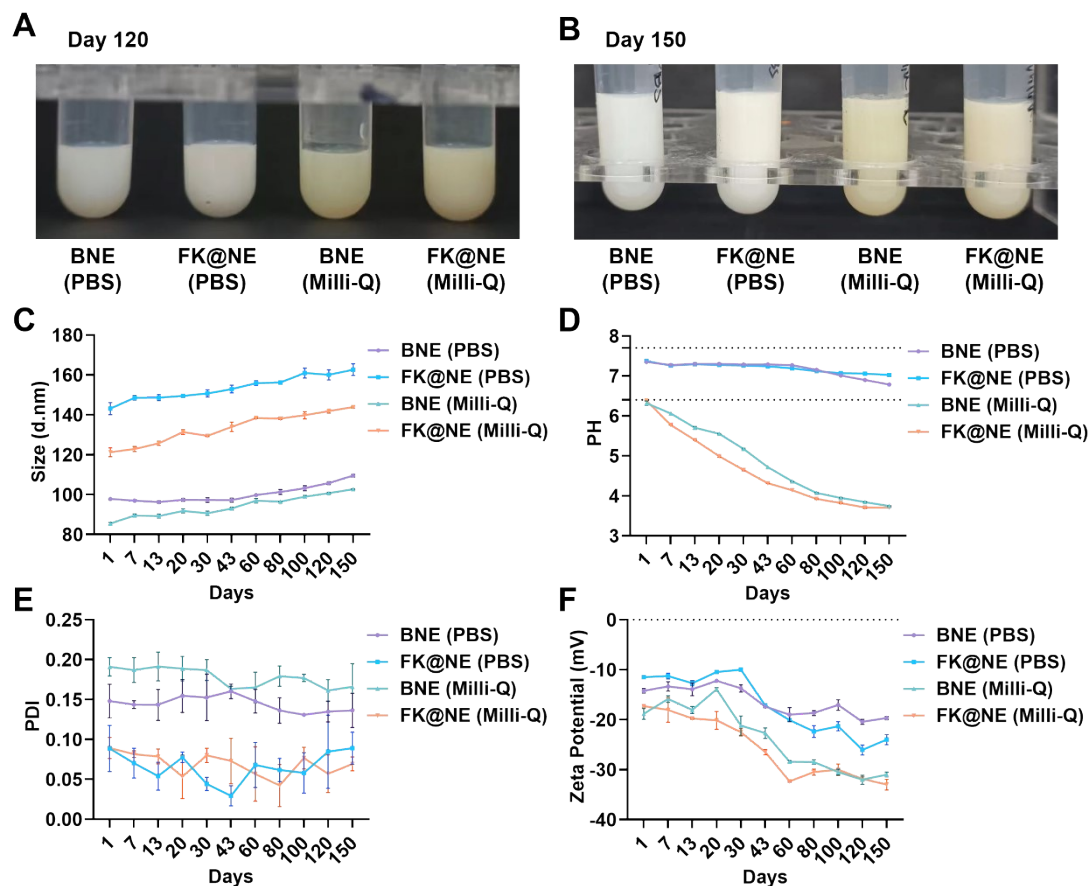 A
Day 120
BNE
(PBS)
FK@NE
(PBS)
BNE
(Milli-Q)
FK@NE
(Milli-Q)
B
Day 150
BNE
(PBS)
FK@NE
(PBS)
BNE
(Milli-Q)
FK@NE
(Milli-Q)
C
Size (d.nm)
180
160
140
120
100
80
1 7 13 20 30 43 60 80 100 120 150
Days
BNE (PBS)
FK@NE (PBS)
BNE (Milli-Q)
FK@NE (Milli-Q)
D
PH
8
7
6
5
4
3
1 7 13 20 30 43 60 80 100 120 150
Days
BNE (PBS)
FK@NE (PBS)
BNE (Milli-Q)
FK@NE (Milli-Q)
E
PDI
0.25
0.20
0.15
0.10
0.05
0.00
1 7 13 20 30 43 60 80 100 120 150
Days
BNE (PBS)
FK@NE (PBS)
BNE (Milli-Q)
FK@NE (Milli-Q)
F
Zeta Potential (mV)
0
-10
-20
-30
-40
1 7 13 20 30 43 60 80 100 120 150
Days
BNE (PBS)
FK@NE (PBS)
BNE (Milli-Q)
FK@NE (Milli-Q)